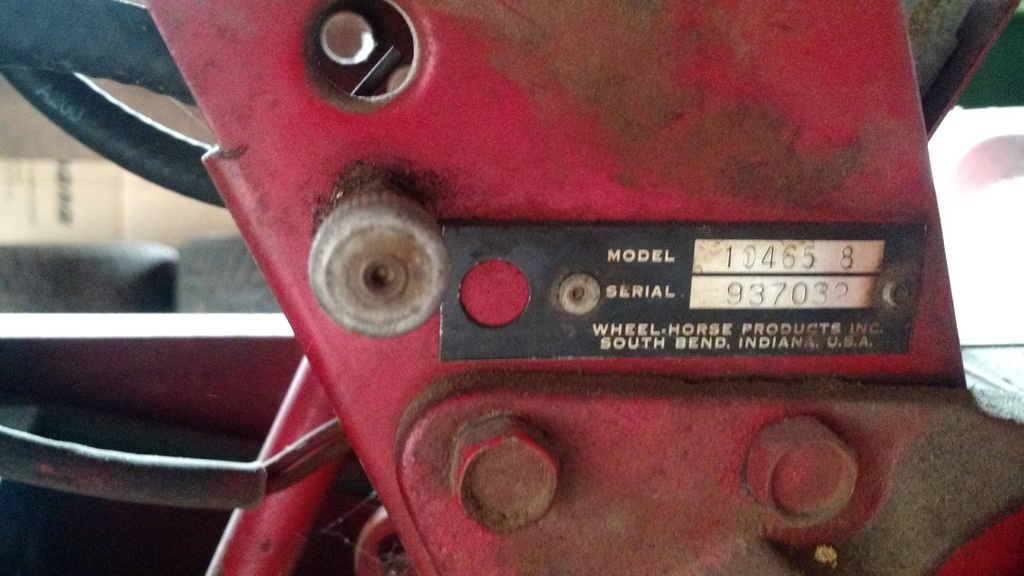 MODEL 10465 8
SERIAL 937032
WHEEL-HORSE PRODUCTS INC.
SOUTH BEND, INDIANA, U.S.A.